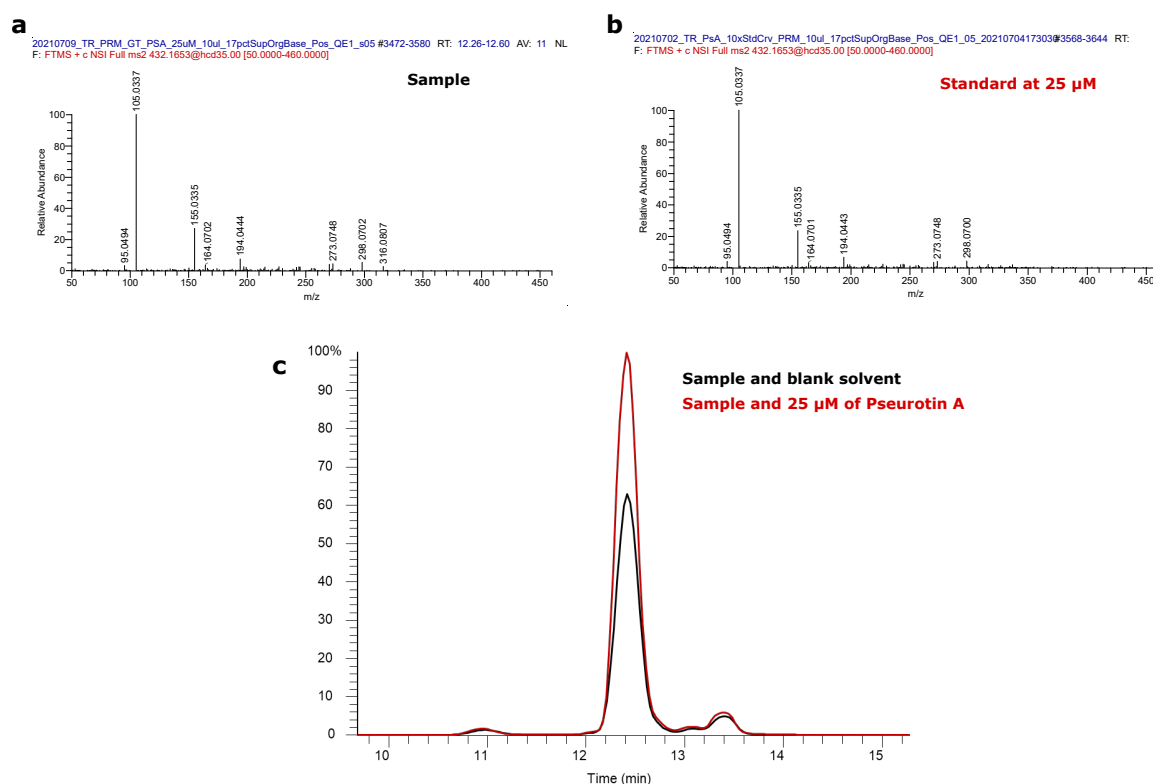 a
20210709_TR_PRM_GT_PSA_25uM_10ul_17pctSupOrgBase_Pos_QE1_s05 #3472-3580 RT: 12.26-12.60 AV: 11 NL
F: FTMS + c NSI Full ms2 432.1653@hcd35.00 [50.0000-460.0000]
Sample
Relative Abundance
100
80
60
40
20
0
95.0494
105.0337
155.0335
164.0702
194.0444
273.0748
298.0702
316.0807
50 100 150 200 250 300 350 400 450
m/z
b
20210702_TR_PsA_10xStdCrv_PRM_10ul_17pctSupOrgBase_Pos_QE1_05_20210704173030 #3568-3644 RT:
F: FTMS + c NSI Full ms2 432.1653@hcd35.00 [50.0000-460.0000]
Standard at 25 µM
Relative Abundance
100
80
60
40
20
0
95.0494
105.0337
155.0335
164.0701
194.0443
273.0748
298.0700
50 100 150 200 250 300 350 400 450
m/z
c
Sample and blank solvent
Sample and 25 µM of Pseurotin A
100%
90
80
70
60
50
40
30
20
10
0
10 11 12 13 14 15
Time (min)